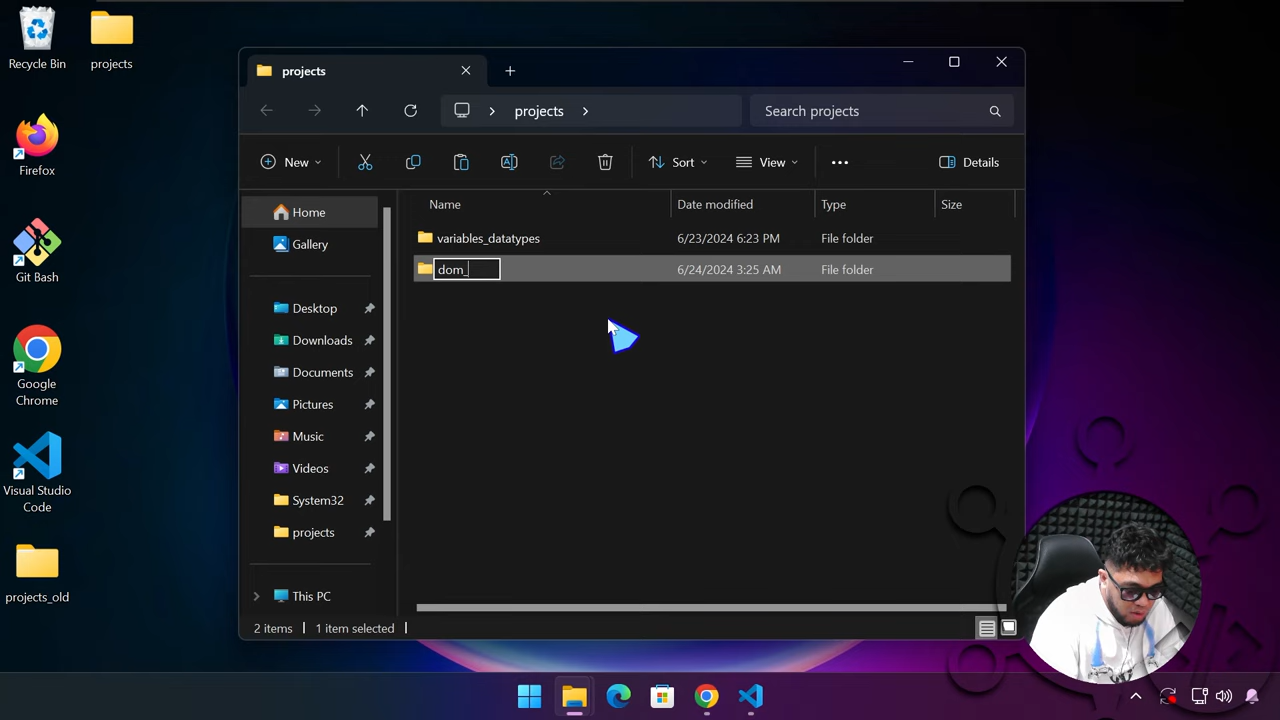 Recycle Bin
projects
Firefox
Git Bash
Google
Chrome
Visual Studio
Code
projects_old
projects
projects
Search projects
New
Sort
View
Details
Home
Gallery
Desktop
Downloads
Documents
Pictures
Music
Videos
System32
projects
This PC
Name
Date modified
Type
Size
variables_datatypes
6/23/2024 6:23 PM
File folder
dom_
6/24/2024 3:25 AM
File folder
2 items
1 item selected